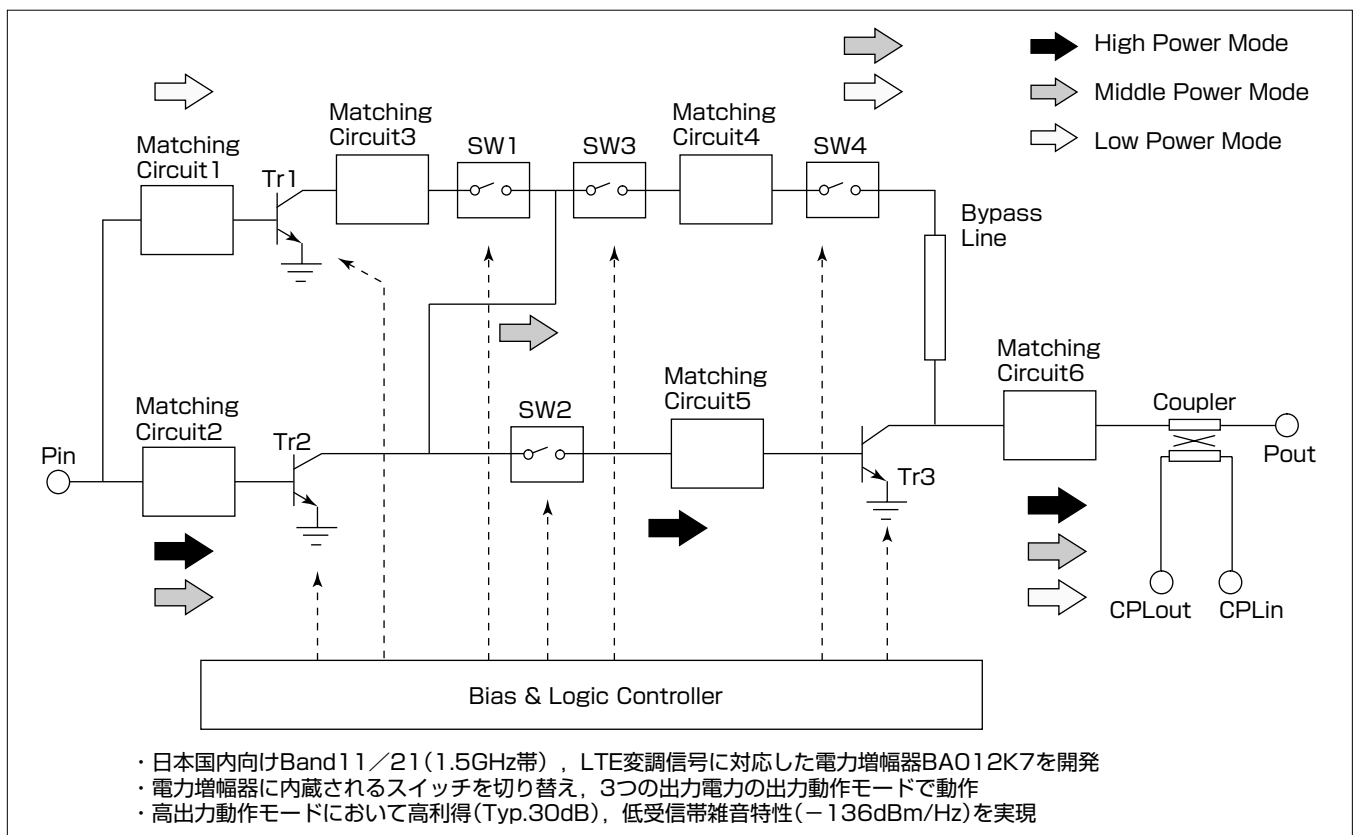 High Power Mode
Middle Power Mode
Low Power Mode
Matching
Circuit1
Tr1
Matching
Circuit3
SW1
SW3
Matching
Circuit4
SW4
Bypass
Line
Pin
Matching
Circuit2
Tr2
SW2
Matching
Circuit5
Tr3
Matching
Circuit6
Coupler
Pout
CPLout
CPLin
Bias & Logic Controller
・日本国内向けBand11／21(1.5GHz帯)，LTE変調信号に対応した電力増幅器BA012K7を開発
・電力増幅器に内蔵されるスイッチを切り替え，3つの出力電力の出力動作モードで動作
・高出力動作モードにおいて高利得(Typ.30dB)，低受信帯雑音特性(－136dBm/Hz)を実現